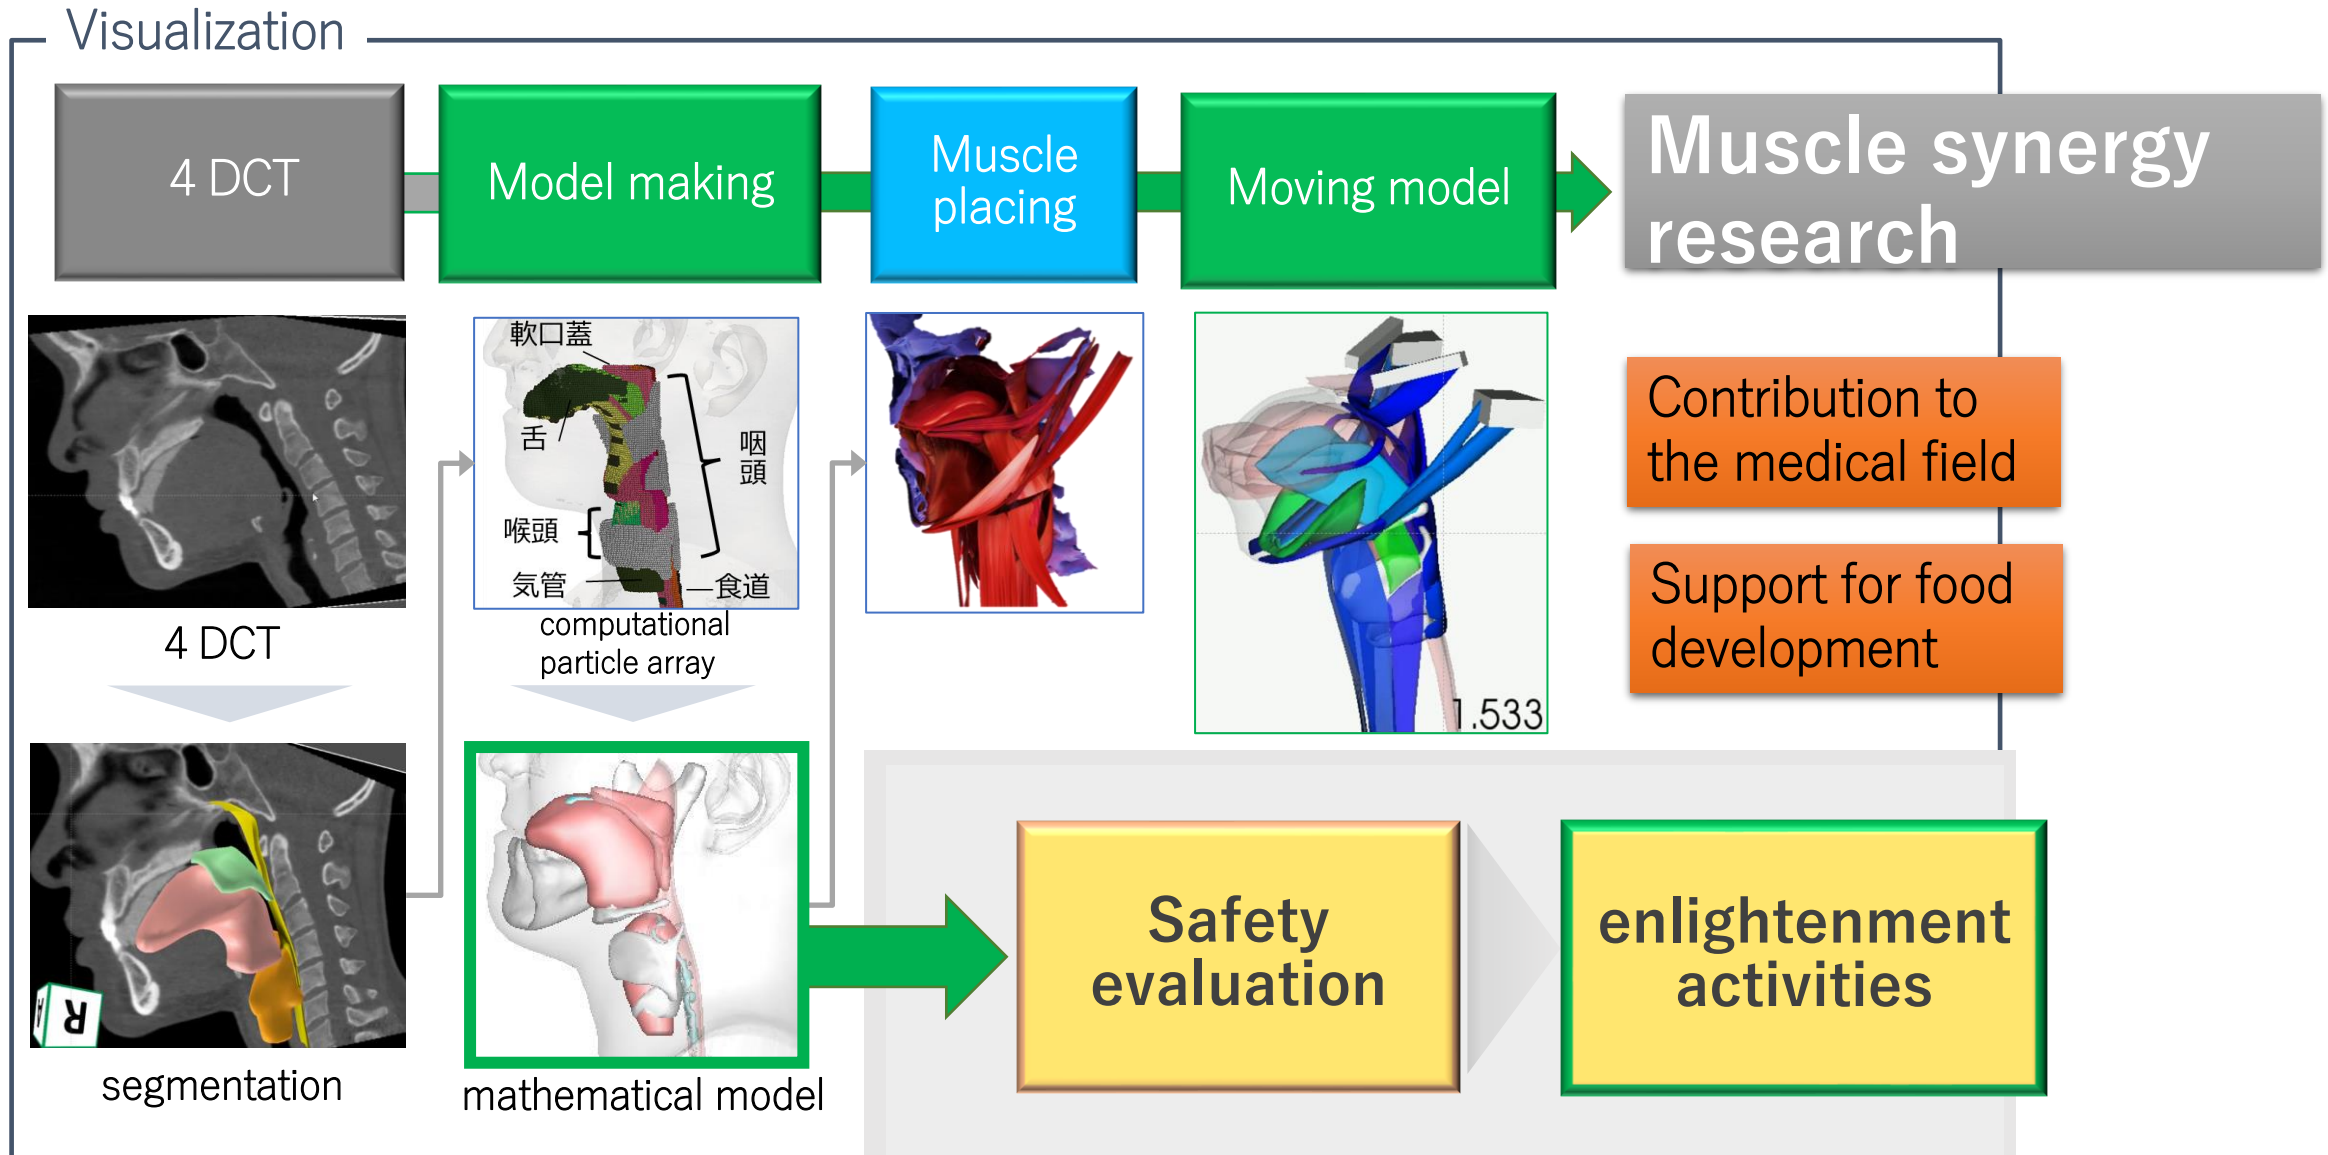 Visualization
4 DCT
Model making
Muscle
placing
Moving model
Muscle synergy
research
軟口蓋
舌
咽
頭
喉頭
気管
食道
computational
particle array
4 DCT
1.533
Contribution to
the medical field
Support for food
development
R
segmentation
mathematical model
Safety
evaluation
enlightenment
activities